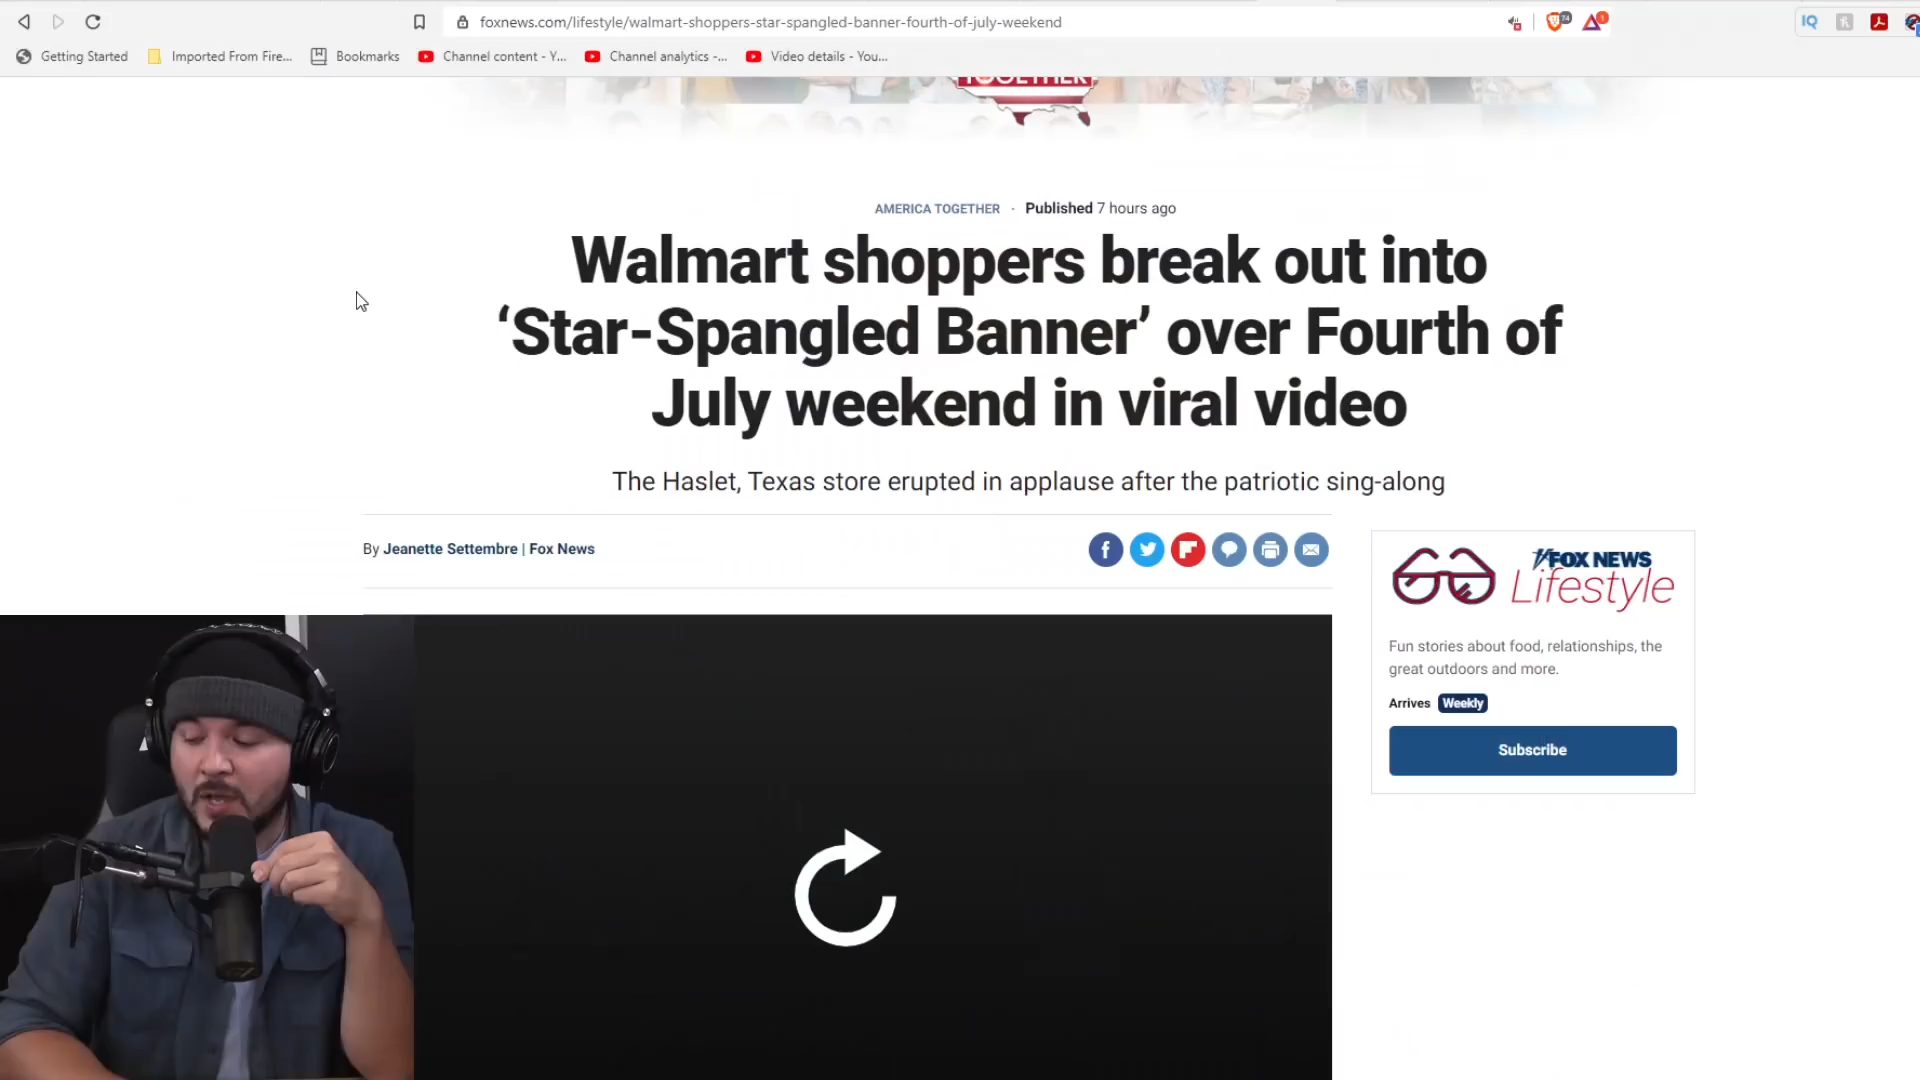 foxnews.com/lifestyle/walmart-shoppers-star-spangled-banner-fourth-of-july-weekend
74
1
IQ
Getting Started
Imported From Fire...
Bookmarks
Channel content - Y...
Channel analytics -...
Video details - You...
TOGETHER
AMERICA TOGETHER · Published 7 hours ago
Walmart shoppers break out into
‘Star-Spangled Banner’ over Fourth of
July weekend in viral video
The Haslet, Texas store erupted in applause after the patriotic sing-along
By Jeanette Settembre | Fox News
FOX NEWS
Lifestyle
Fun stories about food, relationships, the
great outdoors and more.
Arrives Weekly
Subscribe